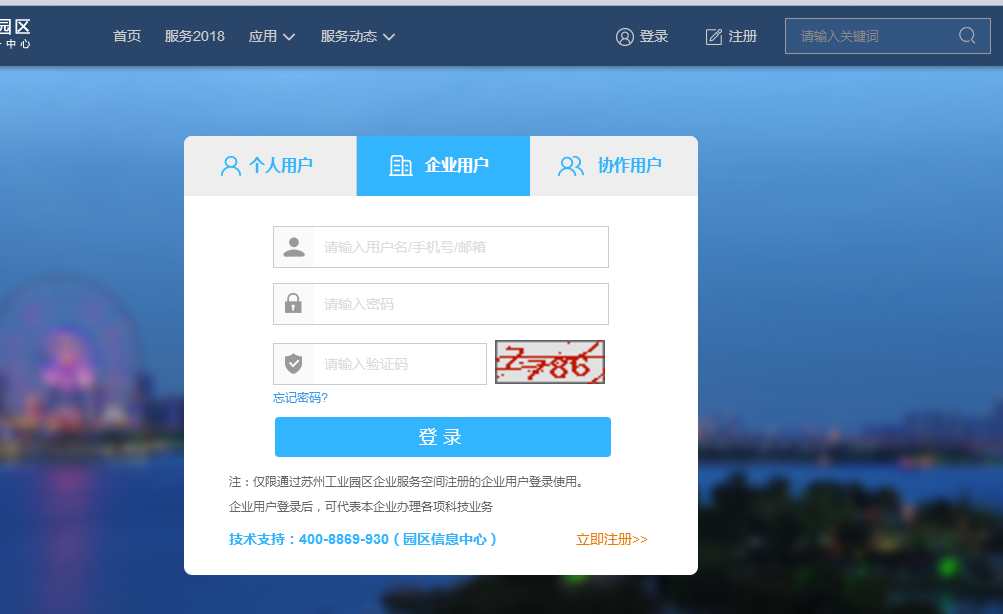 园区
中心
首页 服务2018 应用 服务动态 登录 注册 请输入关键词
个人用户 企业用户 协作用户
请输入用户名/手机号/邮箱
请输入密码
请输入验证码 Z786
忘记密码?
登 录
注：仅限通过苏州工业园区企业服务空间注册的企业用户登录使用。
企业用户登录后，可代表本企业办理各项科技业务
技术支持：400-8869-930（园区信息中心） 立即注册>>